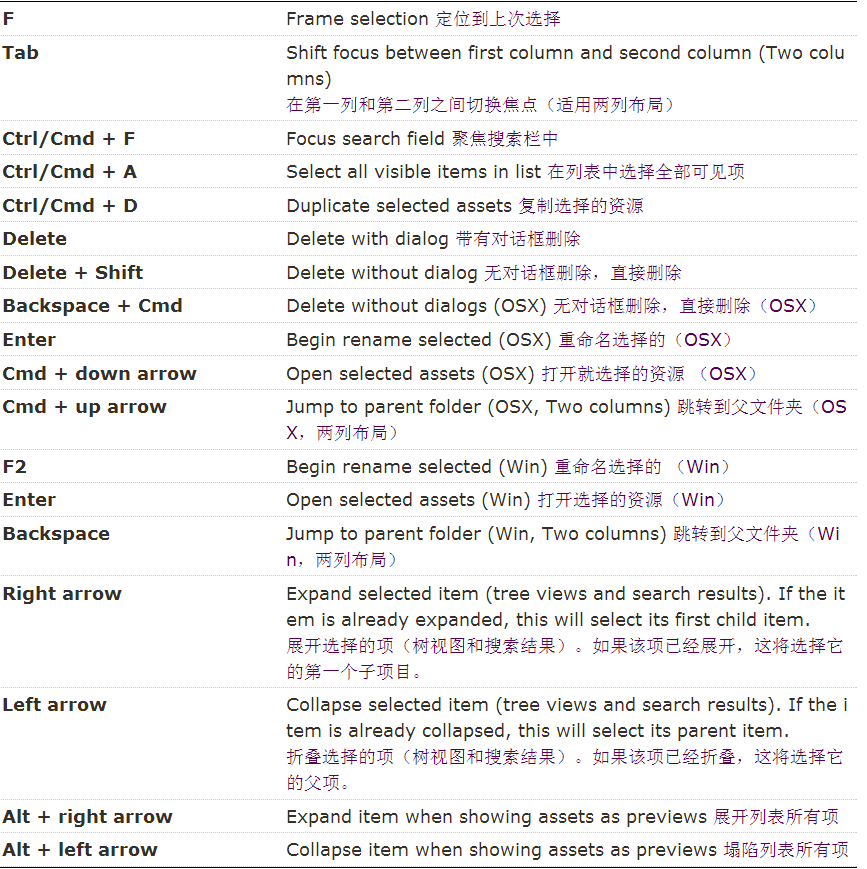 F Frame selection 定位到上次选择
Tab Shift focus between first column and second column (Two colu
mns)
在第一列和第二列之间切换焦点（适用两列布局）
Ctrl/Cmd + F Focus search field 聚焦搜索栏中
Ctrl/Cmd + A Select all visible items in list 在列表中选择全部可见项
Ctrl/Cmd + D Duplicate selected assets 复制选择的资源
Delete Delete with dialog 带有对话框删除
Delete + Shift Delete without dialog 无对话框删除，直接删除
Backspace + Cmd Delete without dialogs (OSX) 无对话框删除，直接删除（OSX）
Enter Begin rename selected (OSX) 重命名选择的（OSX）
Cmd + down arrow Open selected assets (OSX) 打开就选择的资源 （OSX）
Cmd + up arrow Jump to parent folder (OSX, Two columns) 跳转到父文件夹（OS
X，两列布局）
F2 Begin rename selected (Win) 重命名选择的 （Win）
Enter Open selected assets (Win) 打开选择的资源（Win）
Backspace Jump to parent folder (Win, Two columns) 跳转到父文件夹（Wi
n，两列布局）
Right arrow Expand selected item (tree views and search results). If the it
em is already expanded, this will select its first child item.
展开选择的项（树视图和搜索结果）。如果该项已经展开，这将选择它
的第一个子项目。
Left arrow Collapse selected item (tree views and search results). If the i
tem is already collapsed, this will select its parent item.
折叠选择的项（树视图和搜索结果）。如果该项已经折叠，这将选择它
的父项。
Alt + right arrow Expand item when showing assets as previews 展开列表所有项
Alt + left arrow Collapse item when showing assets as previews 塌陷列表所有项